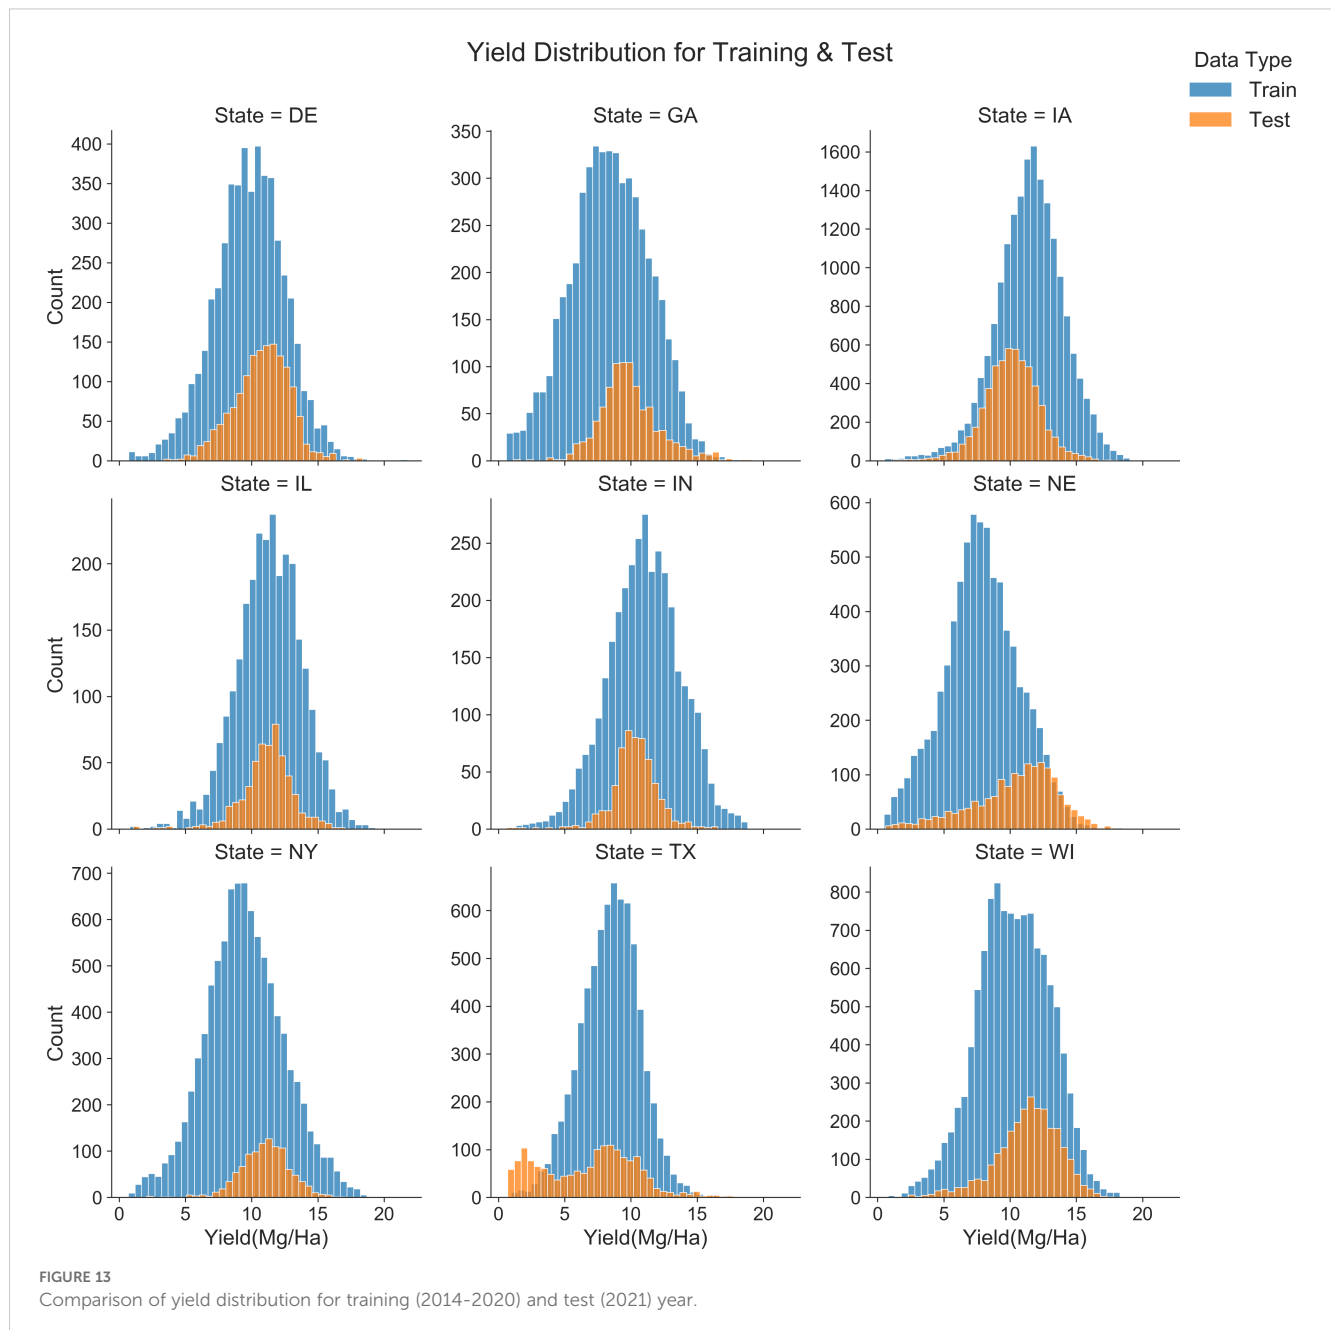 Yield Distribution for Training & Test
Data Type
Train
Test
State = DE
State = GA
State = IA
400
350
300
250
200
150
100
50
0
Count
350
300
250
200
150
100
50
0
1600
1400
1200
1000
800
600
400
200
0
State = IL
State = IN
State = NE
200
150
100
50
0
Count
250
200
150
100
50
0
600
500
400
300
200
100
0
State = NY
State = TX
State = WI
700
600
500
400
300
200
100
0
Count
600
500
400
300
200
100
0
800
700
600
500
400
300
200
100
0
0 5 10 15 20
0 5 10 15 20
0 5 10 15 20
Yield(Mg/Ha)
Yield(Mg/Ha)
Yield(Mg/Ha)
FIGURE 13
Comparison of yield distribution for training (2014-2020) and test (2021) year.